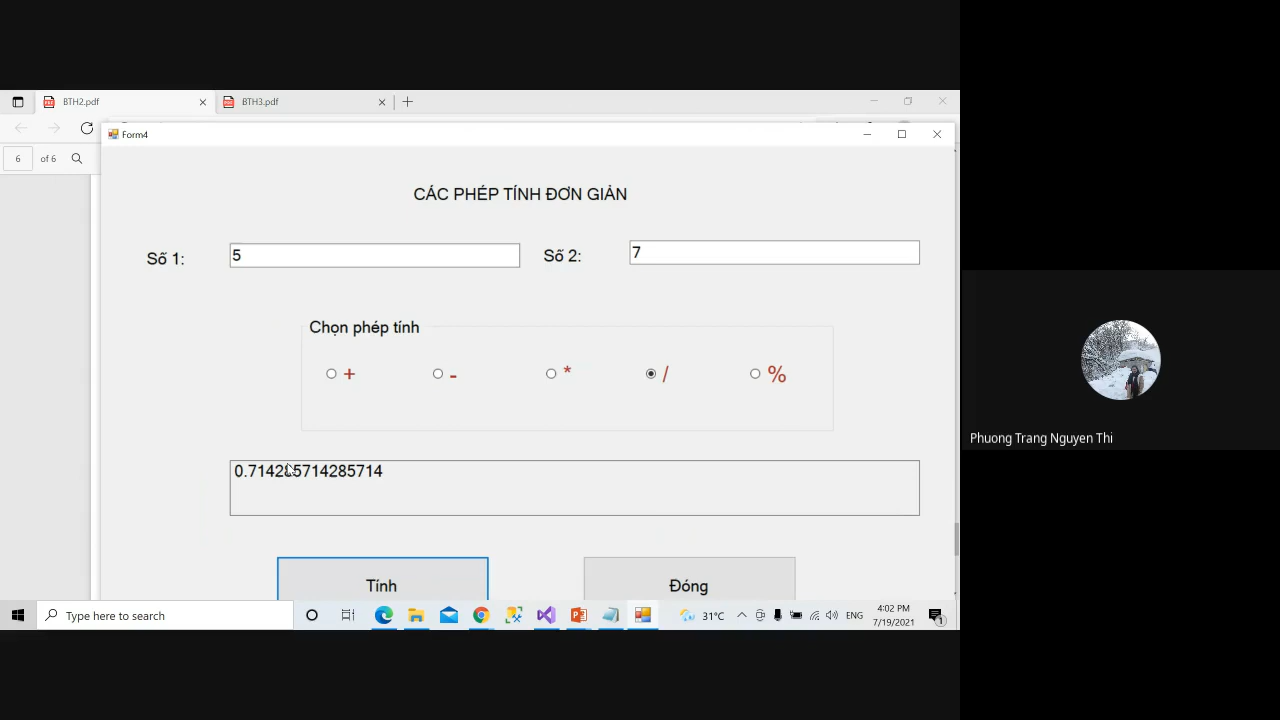 BTH2.pdf
BTH3.pdf
6 of 6
Form4
CÁC PHÉP TÍNH ĐƠN GIẢN
Số 1:
5
Số 2:
7
Chọn phép tính
+
-
*
/
%
0.714285714285714
Tính
Đóng
Phuong Trang Nguyen Thi
Type here to search
31°C
ENG
4:02 PM
7/19/2021
1